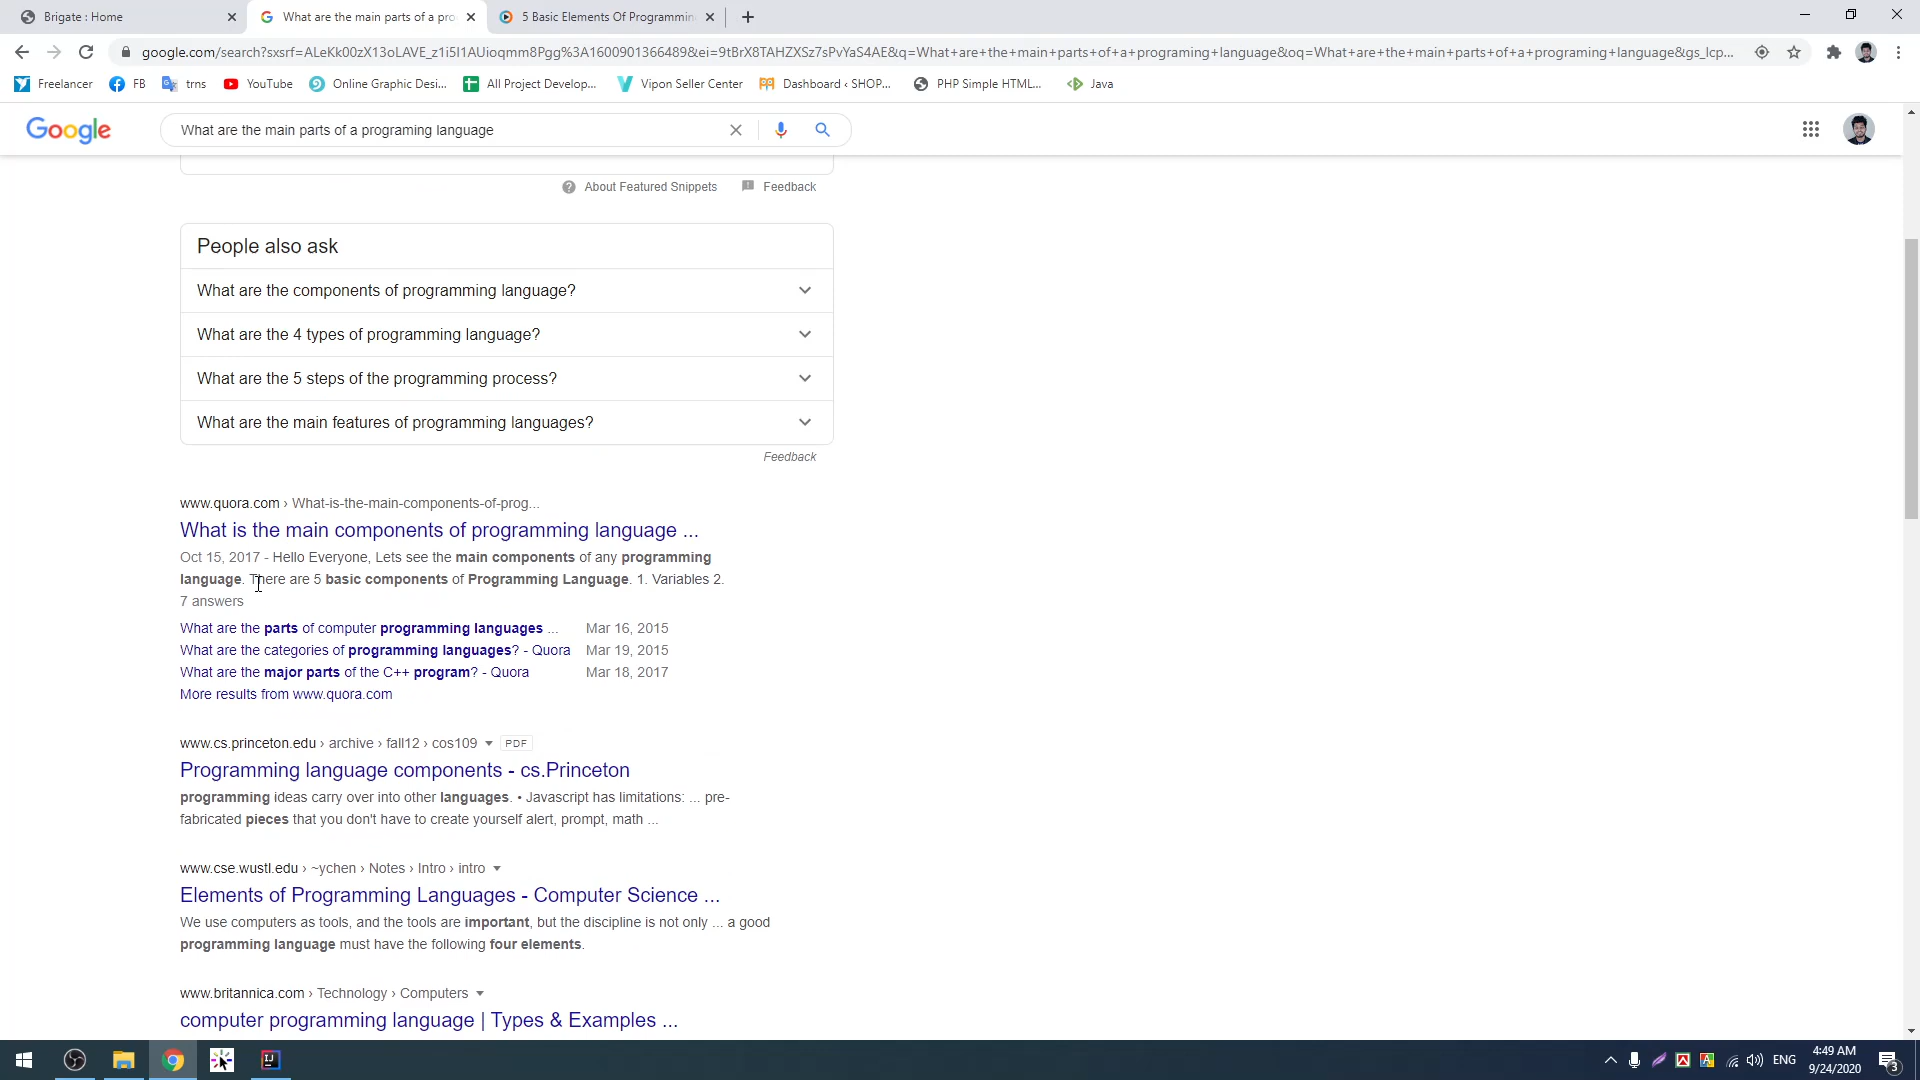 Brigate : Home
What are the main parts of a pro
5 Basic Elements Of Programmin
google.com/search?sxsrf=ALeKk00zX13oLAVE_z1i5I1AUioqmm8Pgg%3A1600901366489&ei=9tBrX8TAHZXSz7sPvYaS4AE&q=What+are+the+main+parts+of+a+programing+language&oq=What+are+the+main+parts+of+a+programing+language&gs_lcp...
Freelancer FB trns YouTube Online Graphic Desi... All Project Develop... Vipon Seller Center Dashboard ‹ SHOP... PHP Simple HTML... Java
Google
What are the main parts of a programing language
About Featured Snippets Feedback
People also ask
What are the components of programming language?
What are the 4 types of programming language?
What are the 5 steps of the programming process?
What are the main features of programming languages?
Feedback
www.quora.com › What-is-the-main-components-of-prog...
What is the main components of programming language ...
Oct 15, 2017 - Hello Everyone, Lets see the main components of any programming
language. There are 5 basic components of Programming Language. 1. Variables 2.
7 answers
What are the parts of computer programming languages ... Mar 16, 2015
What are the categories of programming languages? - Quora Mar 19, 2015
What are the major parts of the C++ program? - Quora Mar 18, 2017
More results from www.quora.com
www.cs.princeton.edu › archive › fall12 › cos109 PDF
Programming language components - cs.Princeton
programming ideas carry over into other languages. • Javascript has limitations: ... pre-
fabricated pieces that you don't have to create yourself alert, prompt, math ...
www.cse.wustl.edu › ~ychen › Notes › Intro › intro
Elements of Programming Languages - Computer Science ...
We use computers as tools, and the tools are important, but the discipline is not only ... a good
programming language must have the following four elements.
www.britannica.com › Technology › Computers
computer programming language | Types & Examples ...
IJ
ENG
4:49 AM
9/24/2020
3